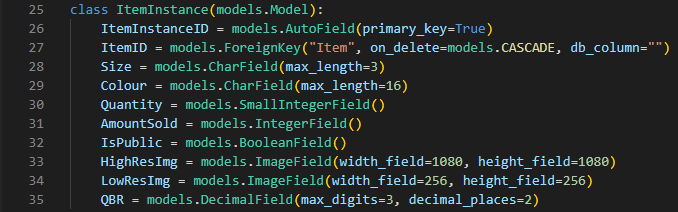 25 class ItemInstance(models.Model):
26 ItemInstanceID = models.AutoField(primary_key=True)
27 ItemID = models.ForeignKey("Item", on_delete=models.CASCADE, db_column="")
28 Size = models.CharField(max_length=3)
29 Colour = models.CharField(max_length=16)
30 Quantity = models.SmallIntegerField()
31 AmountSold = models.IntegerField()
32 IsPublic = models.BooleanField()
33 HighResImg = models.ImageField(width_field=1080, height_field=1080)
34 LowResImg = models.ImageField(width_field=256, height_field=256)
35 QBR = models.DecimalField(max_digits=3, decimal_places=2)